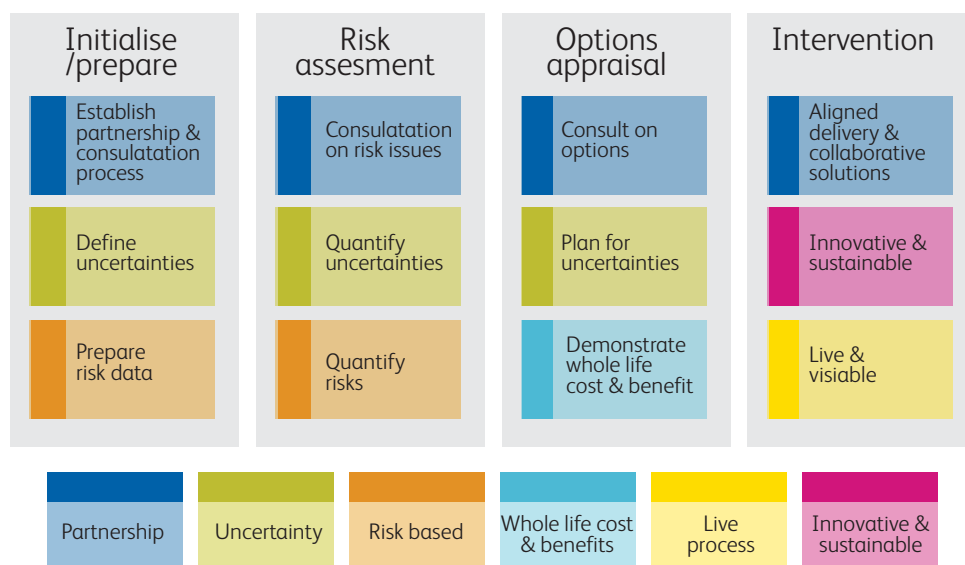 Initialise
/prepare
Establish
partnership &
consulatation
process
Define
uncertainties
Prepare
risk data
Risk
assesment
Consulatation
on risk issues
Quantify
uncertainties
Quantify
risks
Options
appraisal
Consult on
options
Plan for
uncertainties
Demonstrate
whole life
cost & benefit
Intervention
Aligned
delivery &
collaborative
solutions
Innovative &
sustainable
Live &
visiable
Partnership
Uncertainty
Risk based
Whole life cost
& benefits
Live
process
Innovative &
sustainable